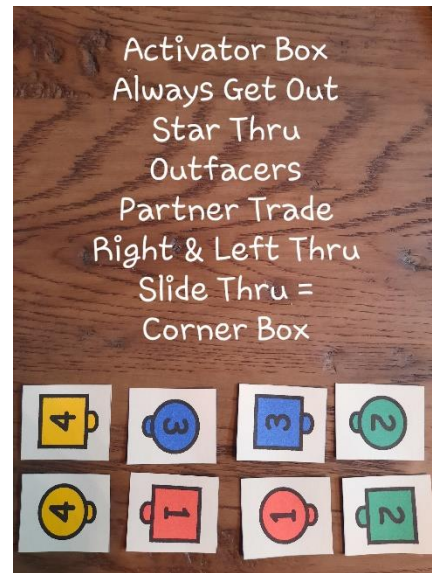 Activator Box
Always Get Out
Star Thru
Outfacers
Partner Trade
Right & Left Thru
Slide Thru =
Corner Box
4 3 3 2
4 1 1 2